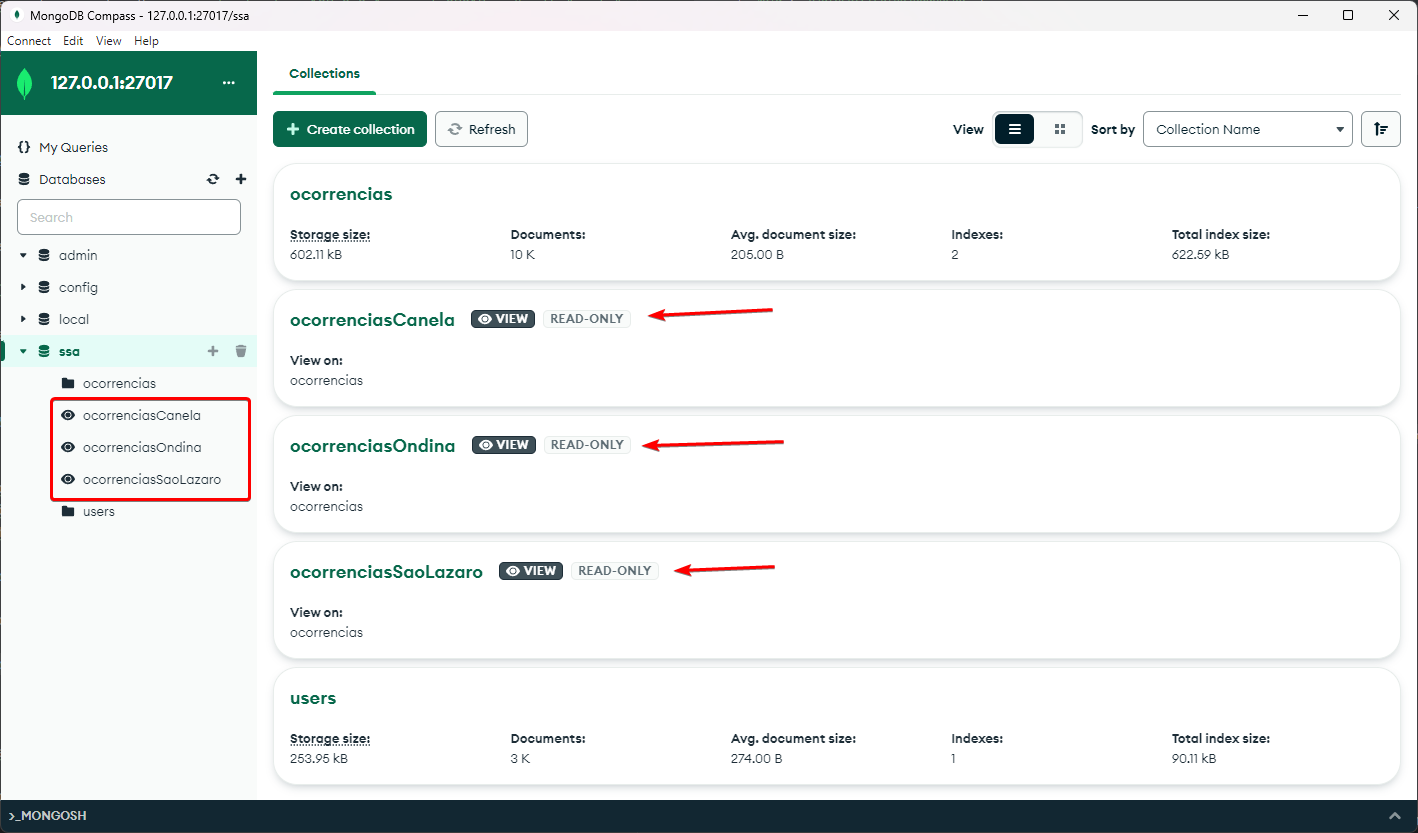 MongoDB Compass - 127.0.0.1:27017/ssa
Connect Edit View Help
127.0.0.1:27017
My Queries
Databases
Search
admin
config
local
ssa
ocorrencias
ocorrenciasCanela
ocorrenciasOndina
ocorrenciasSaoLazaro
users
Collections
Create collection Refresh View Sort by Collection Name
ocorrencias
Storage size: Documents: Avg. document size: Indexes: Total index size:
602.11 kB 10 K 205.00 B 2 622.59 kB
ocorrenciasCanela VIEW READ-ONLY
View on:
ocorrencias
ocorrenciasOndina VIEW READ-ONLY
View on:
ocorrencias
ocorrenciasSaoLazaro VIEW READ-ONLY
View on:
ocorrencias
users
Storage size: Documents: Avg. document size: Indexes: Total index size:
253.95 kB 3 K 274.00 B 1 90.11 kB
>_MONGOSH